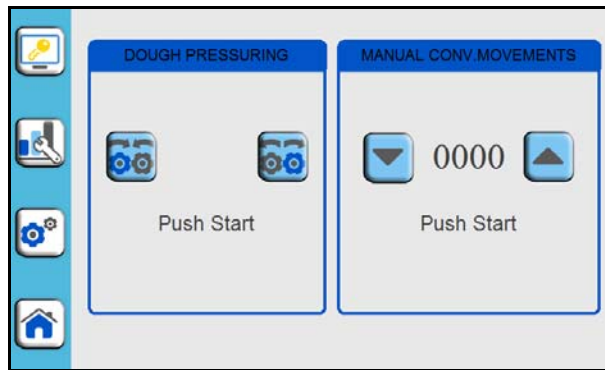 DOUGH PRESSURING
MANUAL CONV.MOVEMENTS
0000
Push Start
Push Start